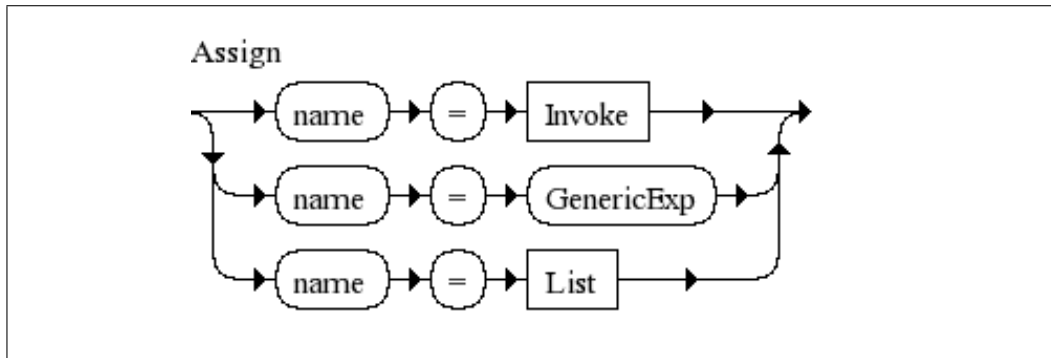 Assign
name = Invoke
name = GenericExp
name = List